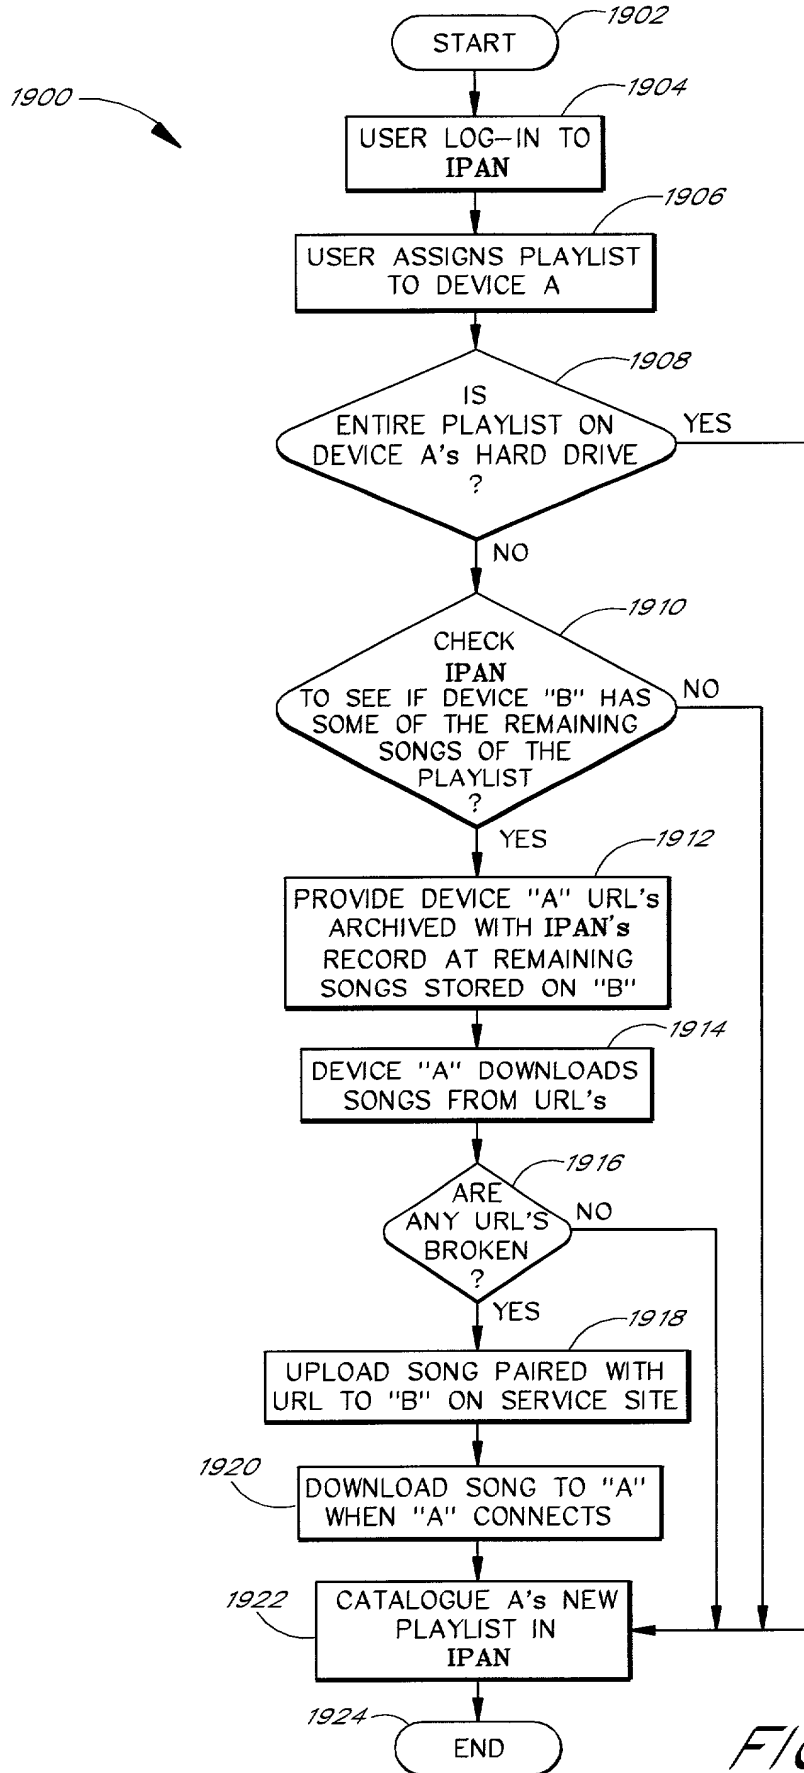 1902
START
1900
1904
USER LOG-IN TO
IPAN
1906
USER ASSIGNS PLAYLIST
TO DEVICE A
1908
IS
ENTIRE PLAYLIST ON
DEVICE A's HARD DRIVE
?
YES
NO
1910
CHECK
IPAN
TO SEE IF DEVICE "B" HAS
SOME OF THE REMAINING
SONGS OF THE
PLAYLIST
?
NO
YES
1912
PROVIDE DEVICE "A" URL's
ARCHIVED WITH IPAN's
RECORD AT REMAINING
SONGS STORED ON "B"
1914
DEVICE "A" DOWNLOADS
SONGS FROM URL's
1916
ARE
ANY URL'S
BROKEN
?
NO
YES
1918
UPLOAD SONG PAIRED WITH
URL TO "B" ON SERVICE SITE
1920
DOWNLOAD SONG TO "A"
WHEN "A" CONNECTS
1922
CATALOGUE A's NEW
PLAYLIST IN
IPAN
1924
END